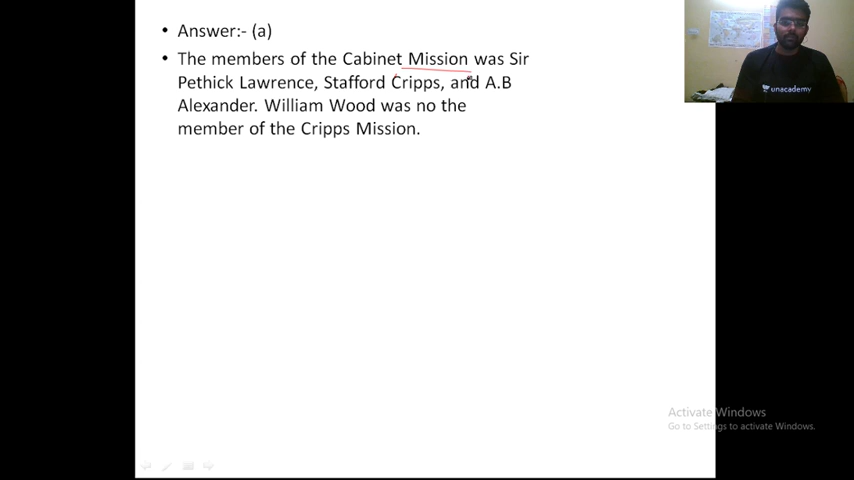 Answer:- (a)
The members of the Cabinet Mission was Sir
Pethick Lawrence, Stafford Cripps, and A.B
Alexander. William Wood was no the
member of the Cripps Mission.
unacademy
Activate Windows
Go to Settings to activate Windows.